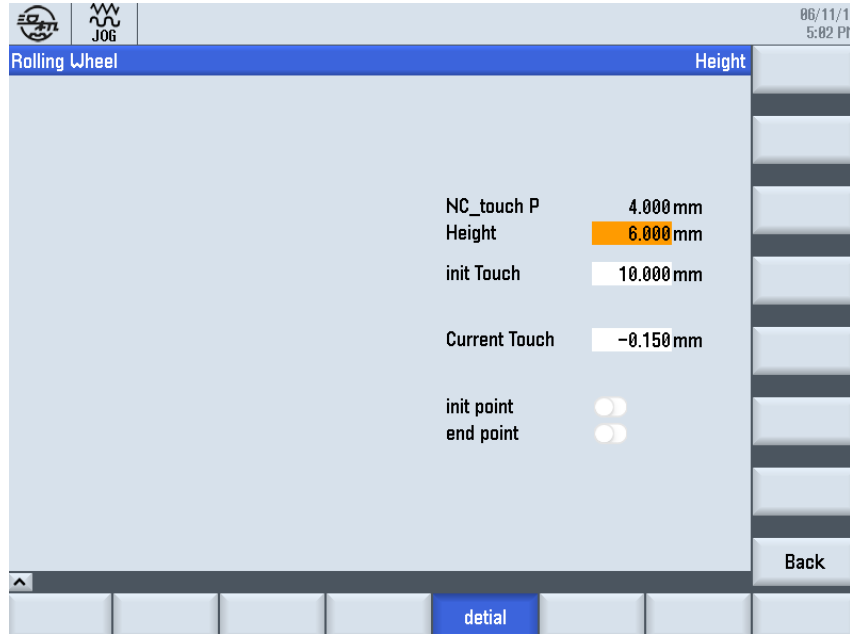 JOG
06/11/1
5:02 PM
Rolling Wheel Height
NC_touch P 4.000 mm
Height 6.000 mm
init Touch 10.000 mm
Current Touch -0.150 mm
init point
end point
Back
detial